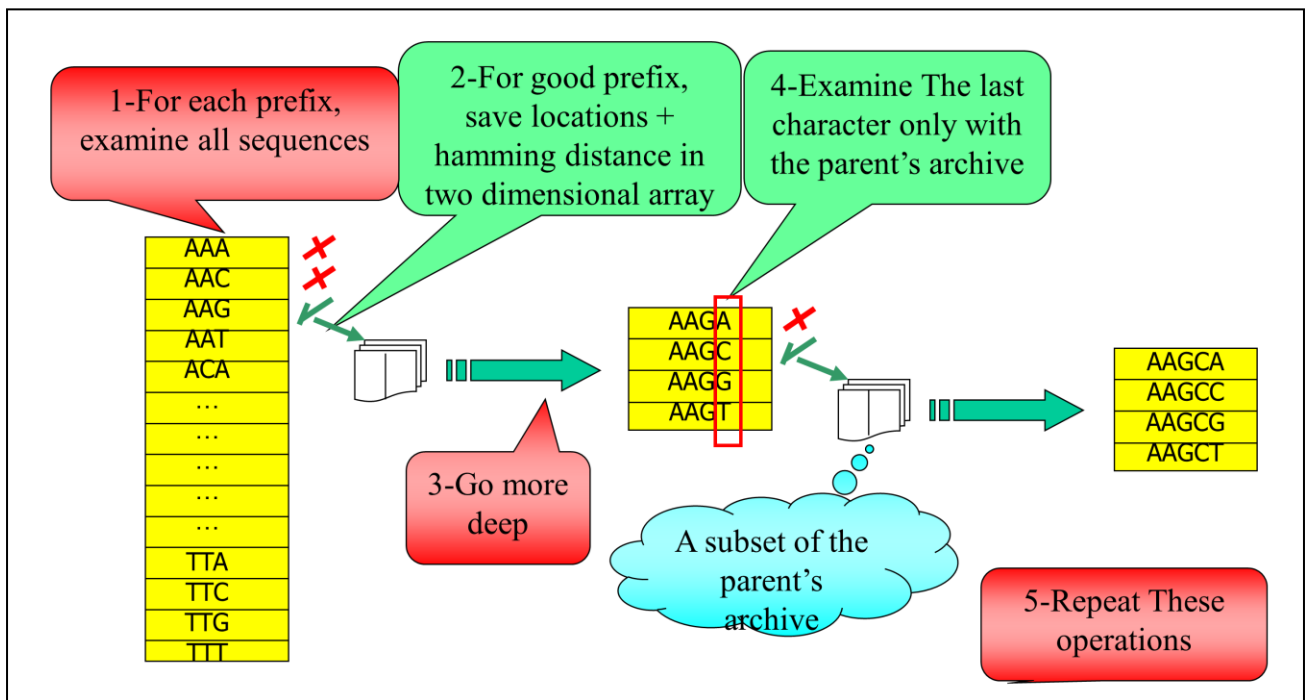 1-For each prefix,
examine all sequences
2-For good prefix,
save locations +
hamming distance in
two dimensional array
4-Examine The last
character only with
the parent’s archive
AAA
AAC
AAG
AAT
ACA
…
…
…
…
…
TTA
TTC
TTG
TTT
3-Go more
deep
AAGA
AAGC
AAGG
AAGT
A subset of the
parent’s
archive
AAGCA
AAGCC
AAGCG
AAGCT
5-Repeat These
operations